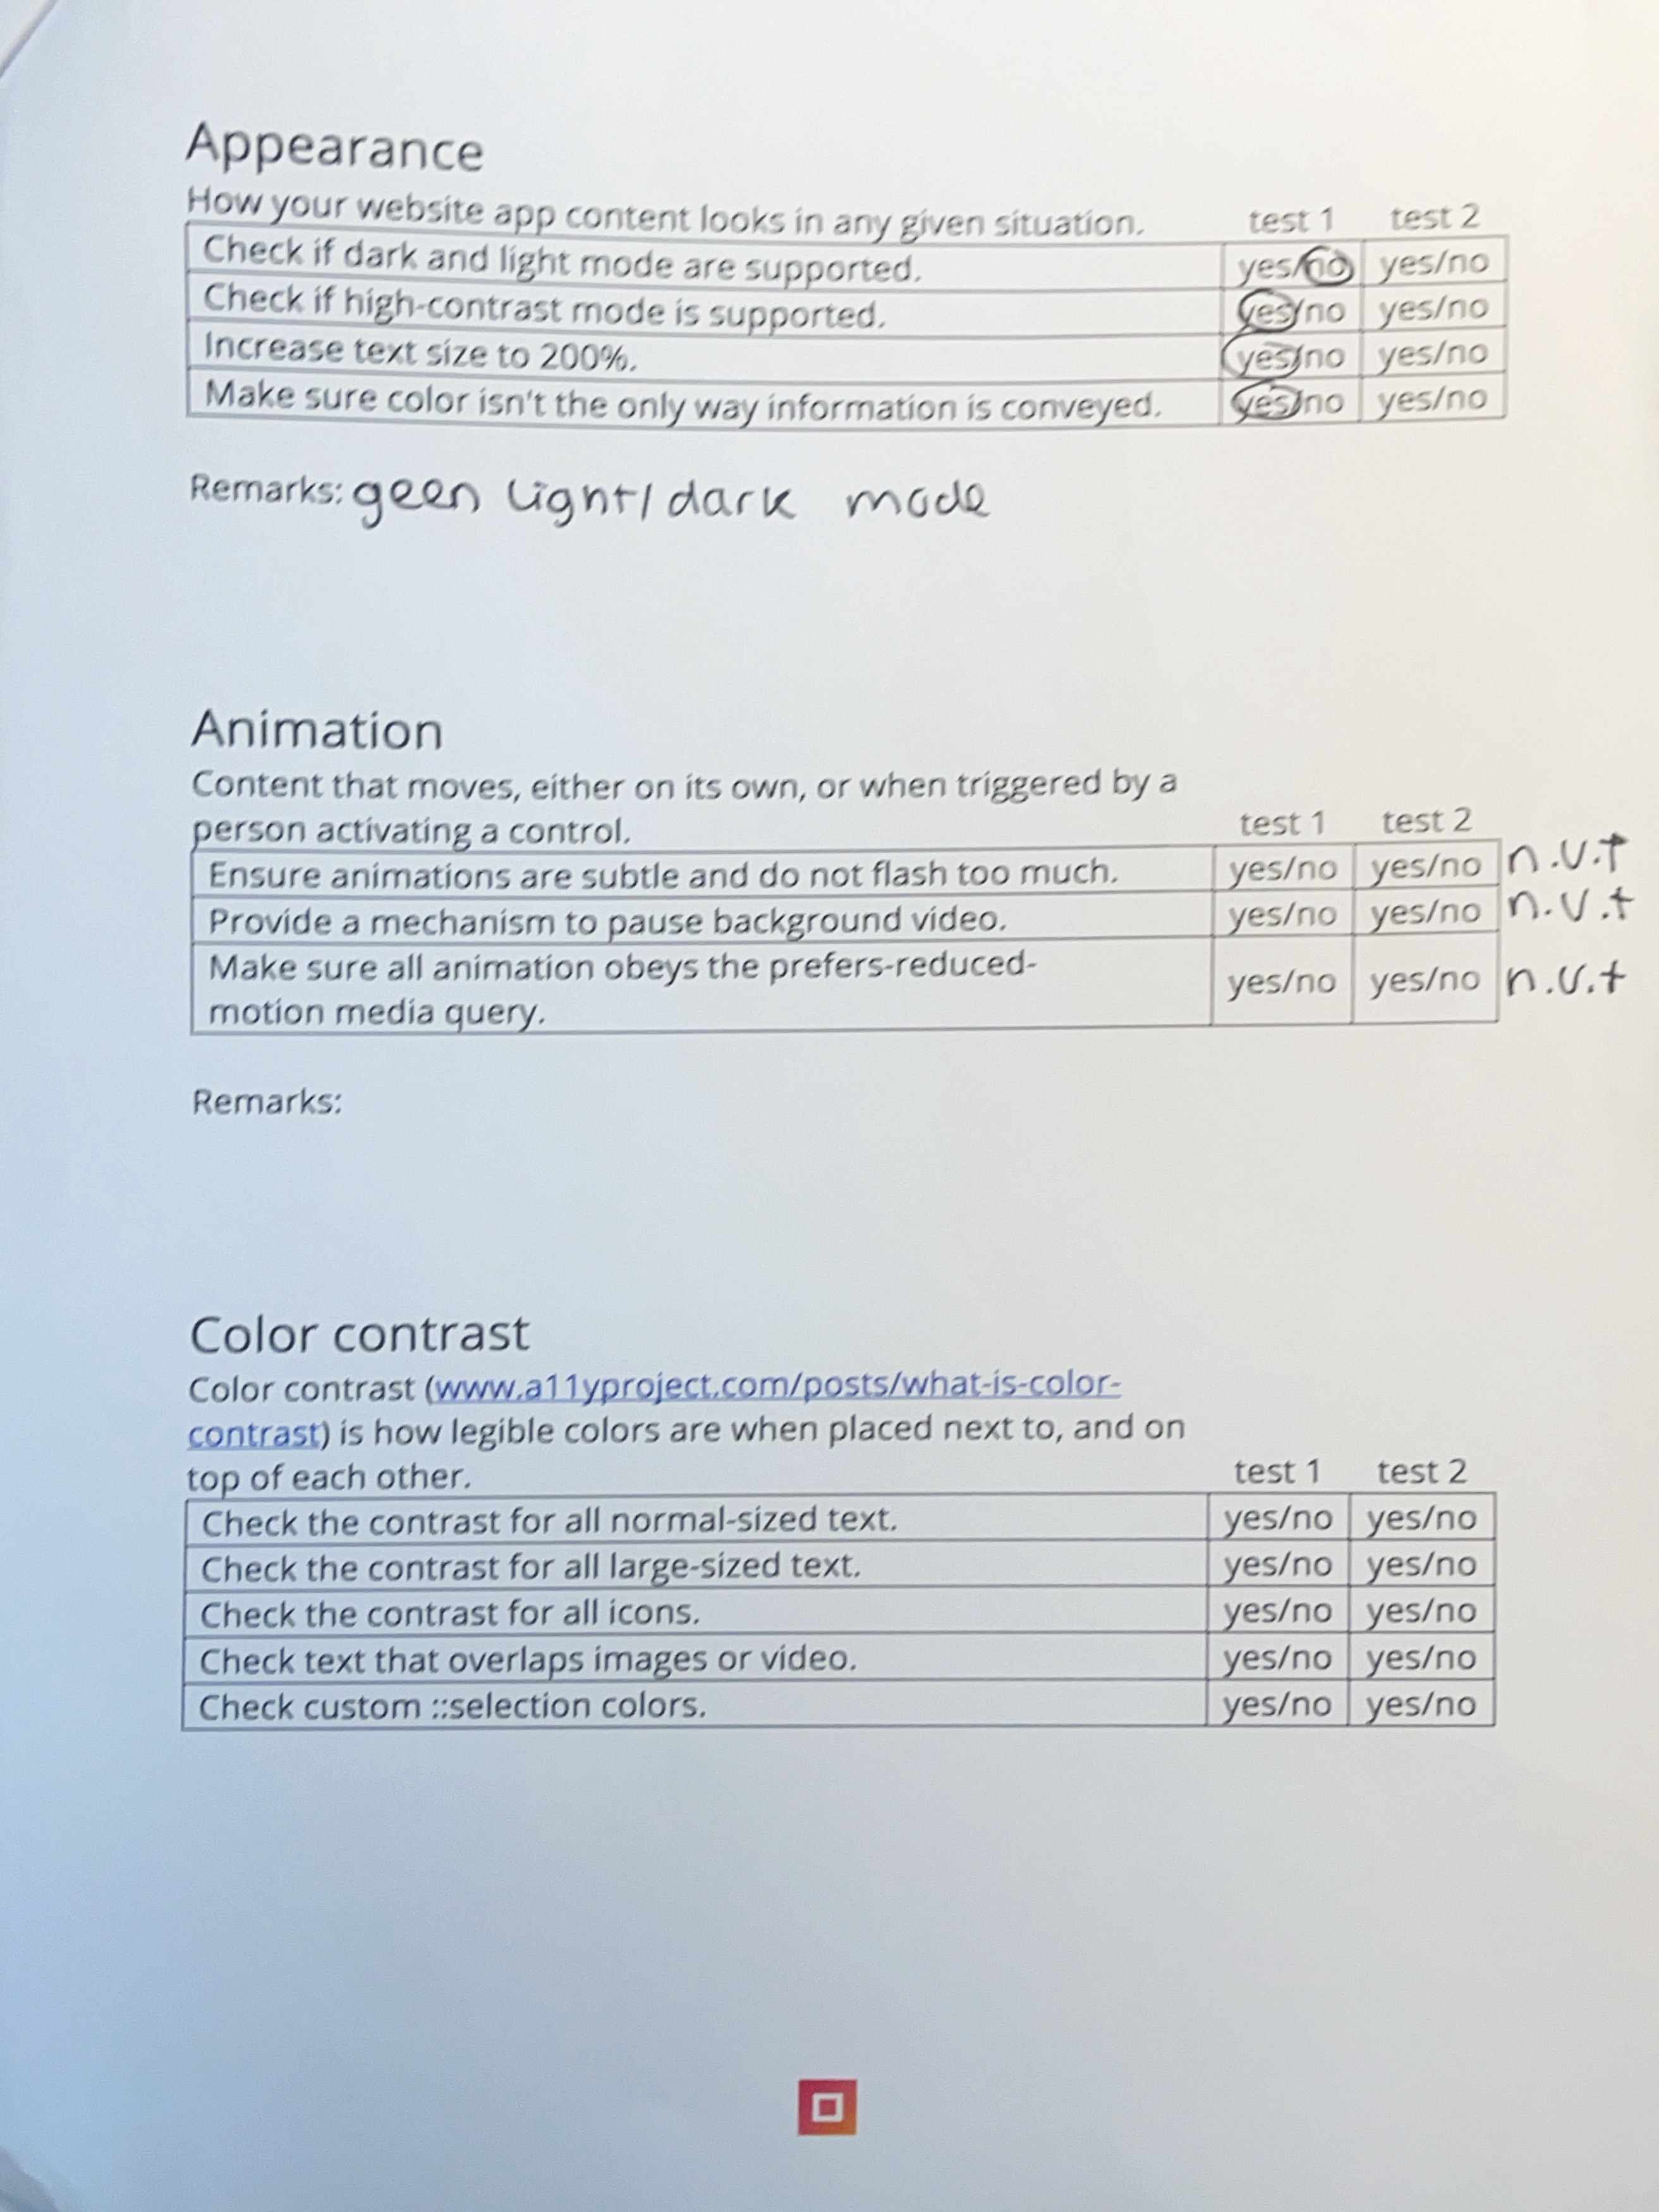 Appearance
How your website app content looks in any given situation. test 1 test 2
Check if dark and light mode are supported. yes/no yes/no
Check if high-contrast mode is supported. yes/no yes/no
Increase text size to 200%. yes/no yes/no
Make sure color isn't the only way information is conveyed. yes/no yes/no
Remarks: geen light/dark mode
Animation
Content that moves, either on its own, or when triggered by a
person activating a control. test 1 test 2
Ensure animations are subtle and do not flash too much. yes/no yes/no n.v.t
Provide a mechanism to pause background video. yes/no yes/no n.v.t
Make sure all animation obeys the prefers-reduced-
motion media query. yes/no yes/no n.v.t
Remarks:
Color contrast
Color contrast (www.a11yproject.com/posts/what-is-color-
contrast) is how legible colors are when placed next to, and on
top of each other. test 1 test 2
Check the contrast for all normal-sized text. yes/no yes/no
Check the contrast for all large-sized text. yes/no yes/no
Check the contrast for all icons. yes/no yes/no
Check text that overlaps images or video. yes/no yes/no
Check custom ::selection colors. yes/no yes/no